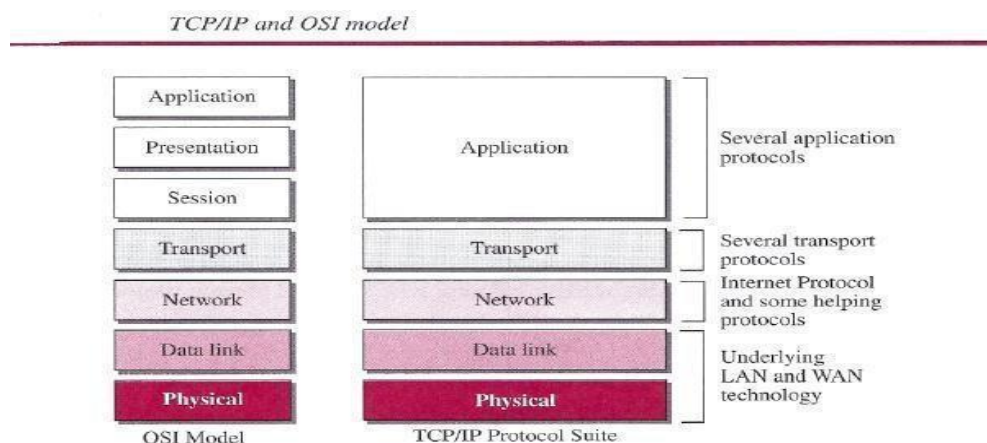 TCP/IP and OSI model
Application
Presentation
Session
Transport
Network
Data link
Physical
OSI Model
Application
Transport
Network
Data link
Physical
TCP/IP Protocol Suite
Several application
protocols
Several transport
protocols
Internet Protocol
and some helping
protocols
Underlying
LAN and WAN
technology